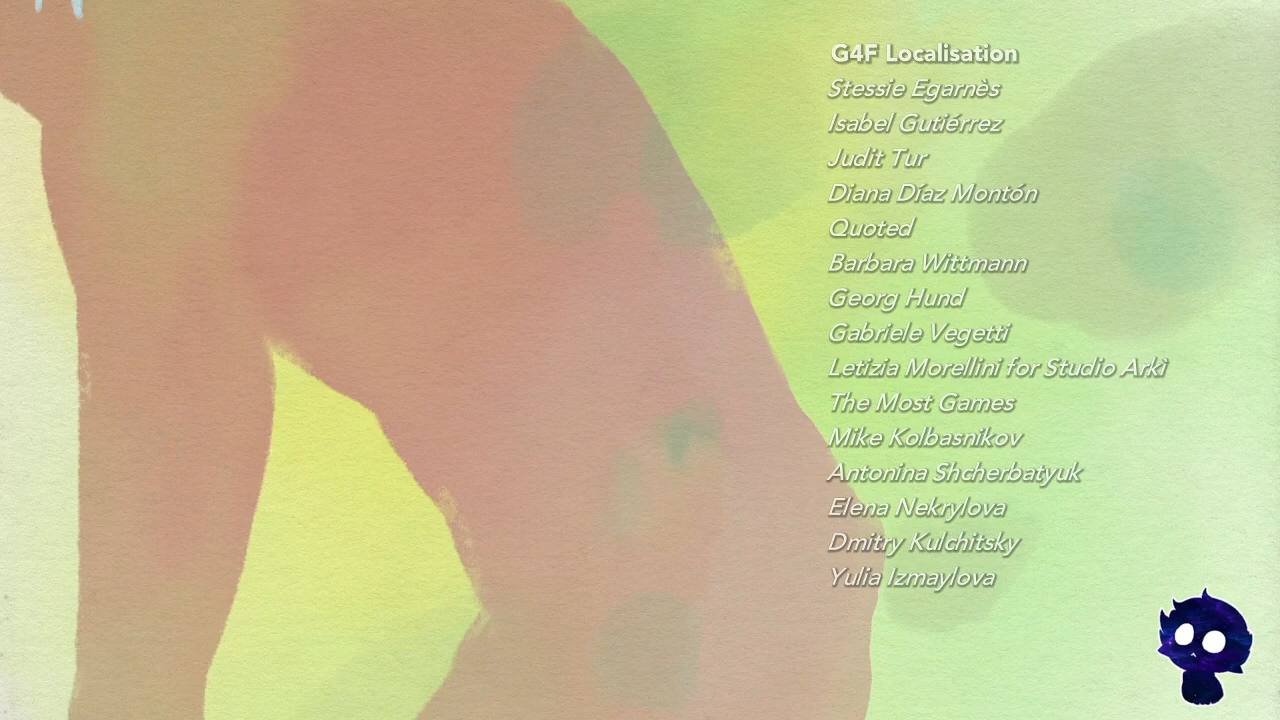 G4F Localisation
Stessie Egarnès
Isabel Gutiérrez
Judit Tur
Diana Díaz Montón
Quoted
Barbara Wittmann
Georg Hund
Gabriele Vegetti
Letizia Morellini for Studio Arkì
The Most Games
Mike Kolbasnikov
Antonina Shcherbatyuk
Elena Nekrylova
Dmitry Kulchitsky
Yulia Izmaylova